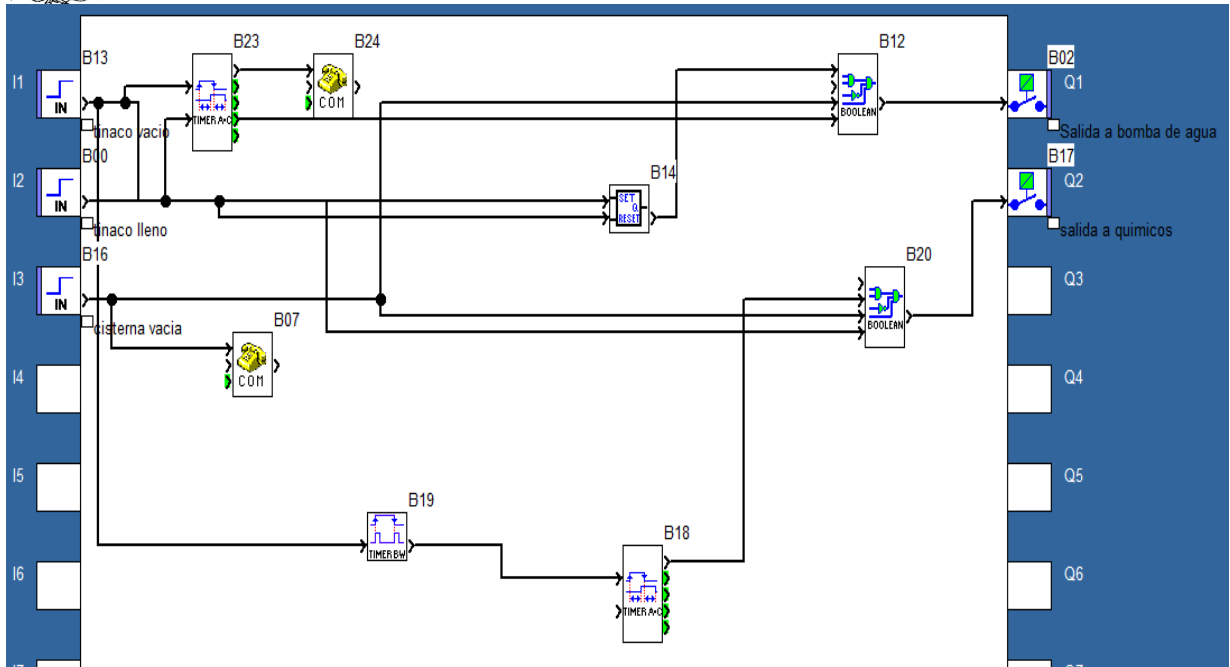 B23
B24
B12
B13
B02
I1
Q1
IN
COM
TIMER A+C
BOOLEAN
tinaco vacio
Salida a bomba de agua
B00
B17
I2
B14
Q2
SET
Q
RESET
IN
tinaco lleno
salida a quimicos
B16
B20
I3
Q3
IN
BOOLEAN
cisterna vacia
B07
I4
COM
Q4
I5
Q5
B19
TIMER BW
B18
I6
Q6
TIMER A+C